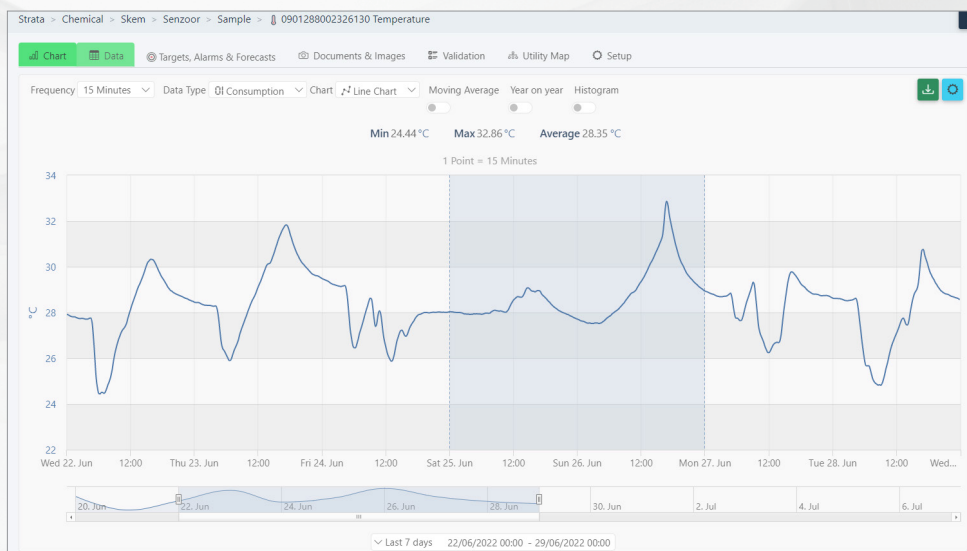 Strata > Chemical > Skem > Senzoor > Sample > 0901288002326130 Temperature
Chart Data Targets, Alarms & Forecasts Documents & Images Validation Utility Map Setup
Frequency 15 Minutes Data Type Consumption Chart Line Chart Moving Average Year on year Histogram
Min 24.44 °C Max 32.86 °C Average 28.35 °C
1 Point = 15 Minutes
34
32
30
°C
28
26
24
22
Wed 22. Jun 12:00 Thu 23. Jun 12:00 Fri 24. Jun 12:00 Sat 25. Jun 12:00 Sun 26. Jun 12:00 Mon 27. Jun 12:00 Tue 28. Jun 12:00 Wed...
20. Jun 22. Jun 24. Jun 26. Jun 28. Jun 30. Jun 2. Jul 4. Jul 6. Jul
Last 7 days 22/06/2022 00:00 - 29/06/2022 00:00